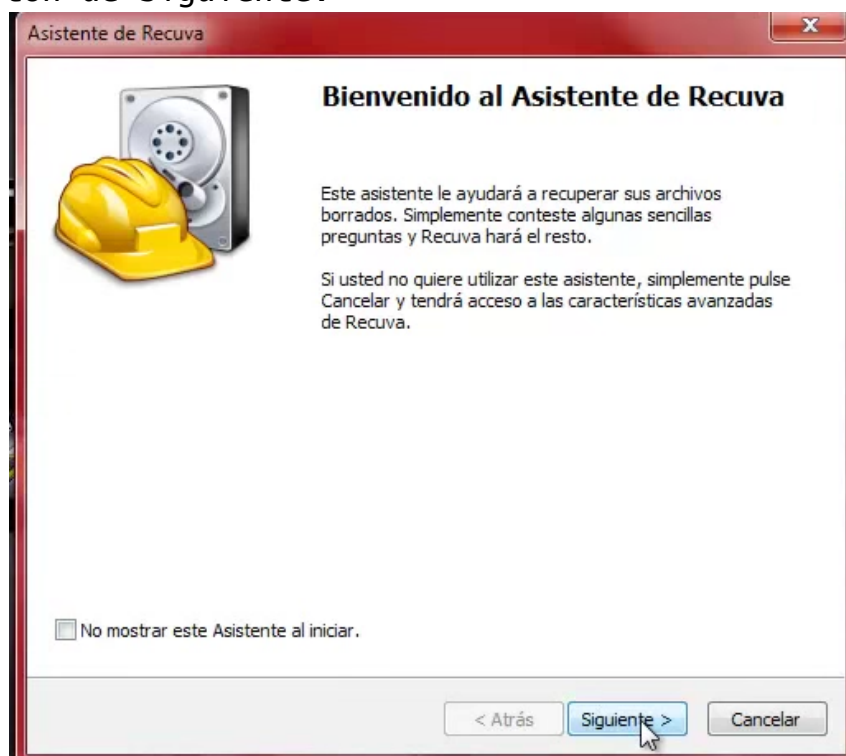 Asistente de Recuva
Bienvenido al Asistente de Recuva
Este asistente le ayudará a recuperar sus archivos
borrados. Simplemente conteste algunas sencillas
preguntas y Recuva hará el resto.
Si usted no quiere utilizar este asistente, simplemente pulse
Cancelar y tendrá acceso a las características avanzadas
de Recuva.
No mostrar este Asistente al iniciar.
< Atrás Siguiente > Cancelar